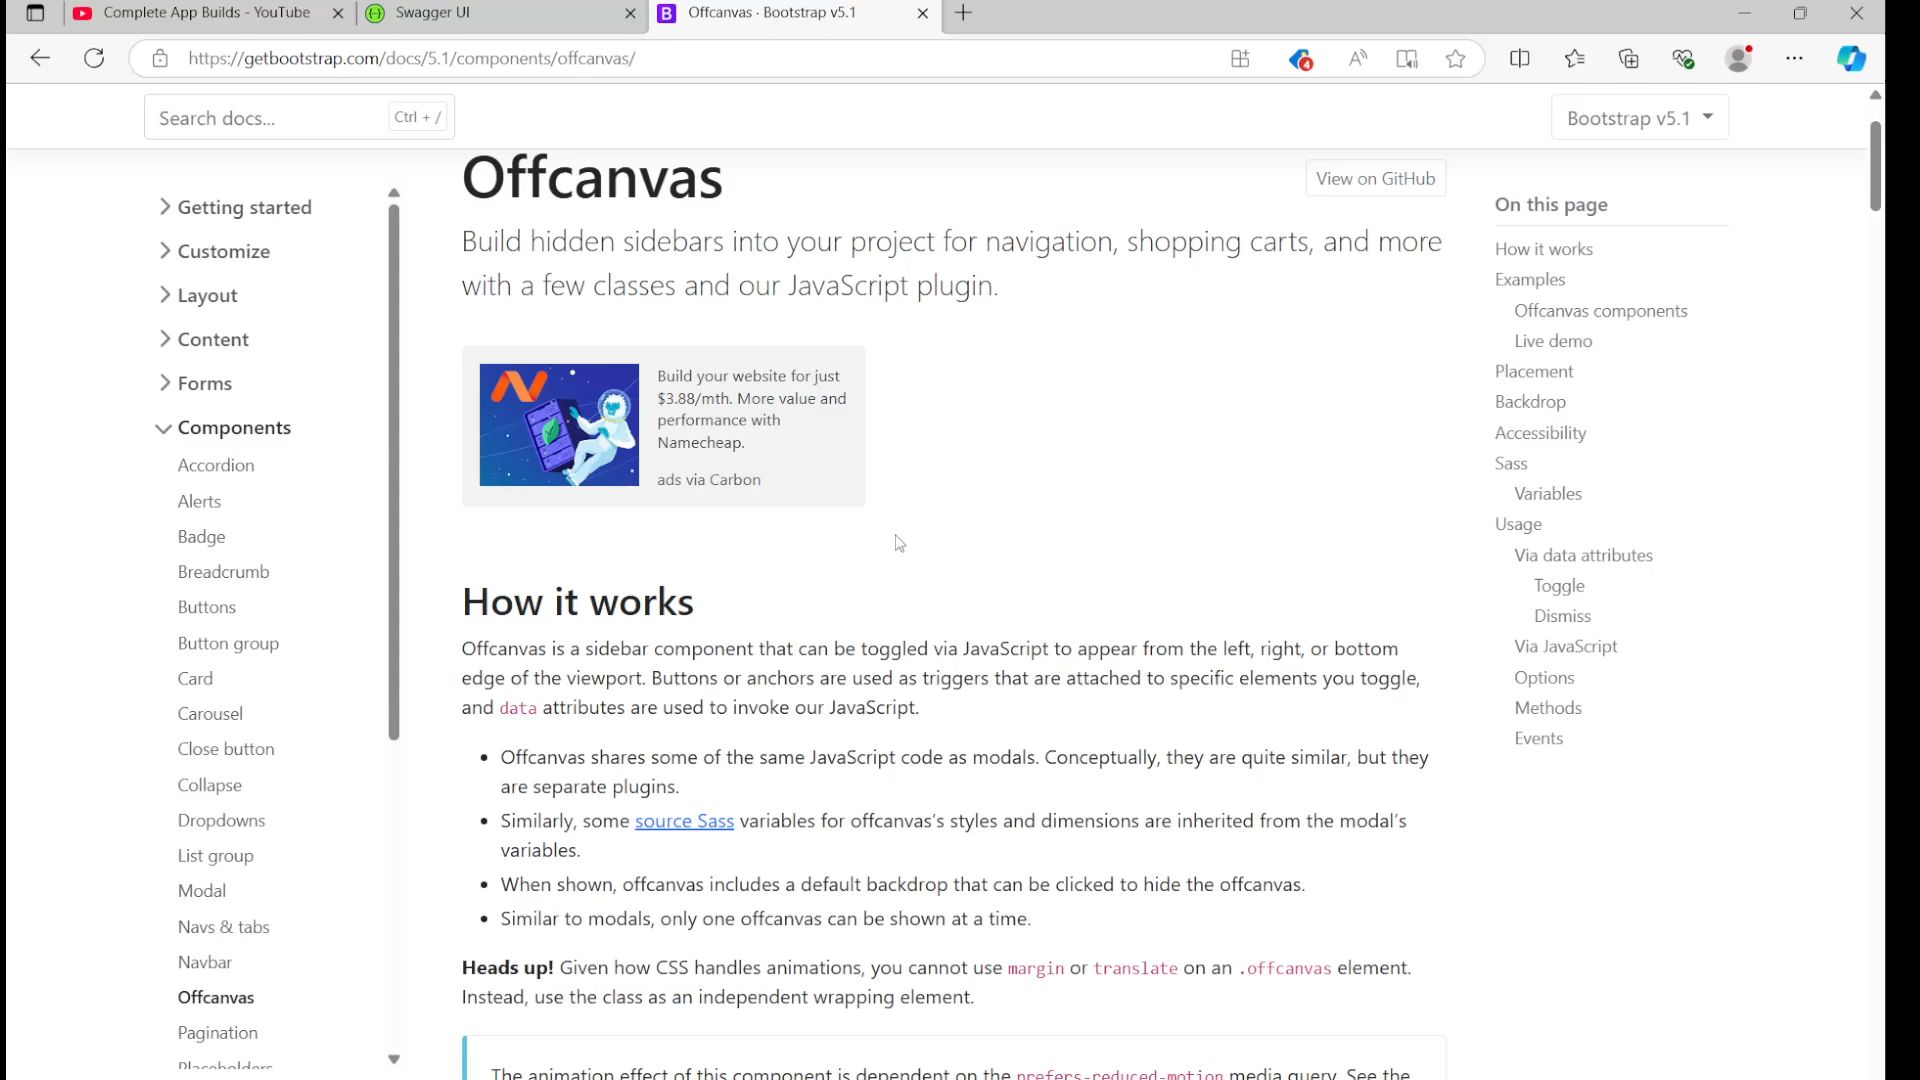 Complete App Builds - YouTube
Swagger UI
Offcanvas · Bootstrap v5.1
https://getbootstrap.com/docs/5.1/components/offcanvas/
4
Search docs...
Ctrl + /
Bootstrap v5.1
Offcanvas
View on GitHub
Build hidden sidebars into your project for navigation, shopping carts, and more
with a few classes and our JavaScript plugin.
Build your website for just
$3.88/mth. More value and
performance with
Namecheap.
ads via Carbon
How it works
Offcanvas is a sidebar component that can be toggled via JavaScript to appear from the left, right, or bottom
edge of the viewport. Buttons or anchors are used as triggers that are attached to specific elements you toggle,
and data attributes are used to invoke our JavaScript.
Offcanvas shares some of the same JavaScript code as modals. Conceptually, they are quite similar, but they
are separate plugins.
Similarly, some source Sass variables for offcanvas's styles and dimensions are inherited from the modal's
variables.
When shown, offcanvas includes a default backdrop that can be clicked to hide the offcanvas.
Similar to modals, only one offcanvas can be shown at a time.
Heads up! Given how CSS handles animations, you cannot use margin or translate on an .offcanvas element.
Instead, use the class as an independent wrapping element.
The animation effect of this component is dependent on the prefers-reduced-motion media query. See the
Getting started
Customize
Layout
Content
Forms
Components
Accordion
Alerts
Badge
Breadcrumb
Buttons
Button group
Card
Carousel
Close button
Collapse
Dropdowns
List group
Modal
Navs & tabs
Navbar
Offcanvas
Pagination
Placeholders
On this page
How it works
Examples
Offcanvas components
Live demo
Placement
Backdrop
Accessibility
Sass
Variables
Usage
Via data attributes
Toggle
Dismiss
Via JavaScript
Options
Methods
Events